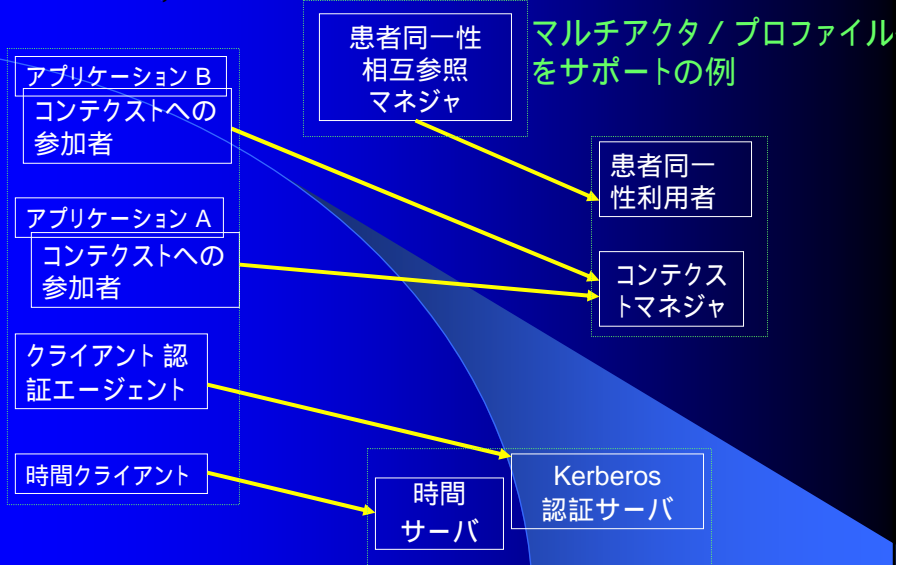 マルチアクタ / プロファイル
をサポートの例
患者同一性
相互参照
マネジャ
アプリケーション B
コンテクストへの
参加者
患者同一
性利用者
アプリケーション A
コンテクストへの
参加者
コンテクス
トマネジャ
クライアント 認
証エージェント
時間クライアント
時間
サーバ
Kerberos
認証サーバ